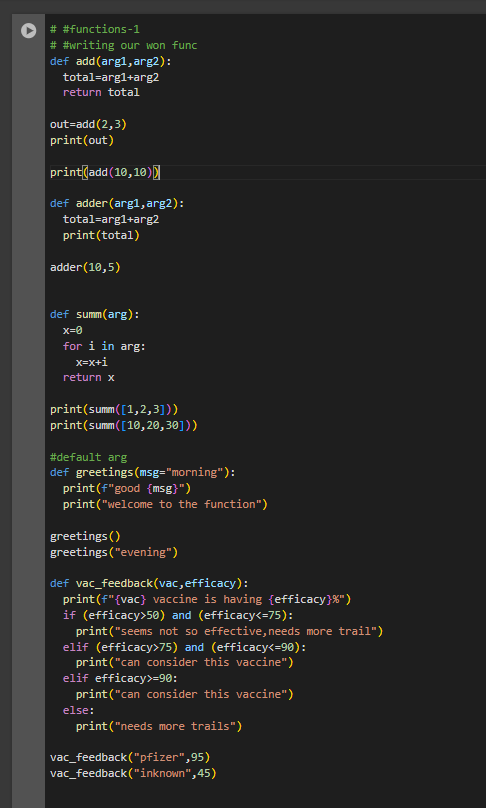 # #functions-1
# #writing our won func
def add(arg1,arg2):
  total=arg1+arg2
  return total

out=add(2,3)
print(out)

print(add(10,10))

def adder(arg1,arg2):
  total=arg1+arg2
  print(total)

adder(10,5)


def summ(arg):
  x=0
  for i in arg:
    x=x+i
  return x

print(summ([1,2,3]))
print(summ([10,20,30]))

#default arg
def greetings(msg="morning"):
  print(f"good {msg}")
  print("welcome to the function")

greetings()
greetings("evening")

def vac_feedback(vac,efficacy):
  print(f"{vac} vaccine is having {efficacy}%")
  if (efficacy>50) and (efficacy<=75):
    print("seems not so effective,needs more trail")
  elif (efficacy>75) and (efficacy<=90):
    print("can consider this vaccine")
  elif efficacy>=90:
    print("can consider this vaccine")
  else:
    print("needs more trails")

vac_feedback("pfizer",95)
vac_feedback("inknown",45)